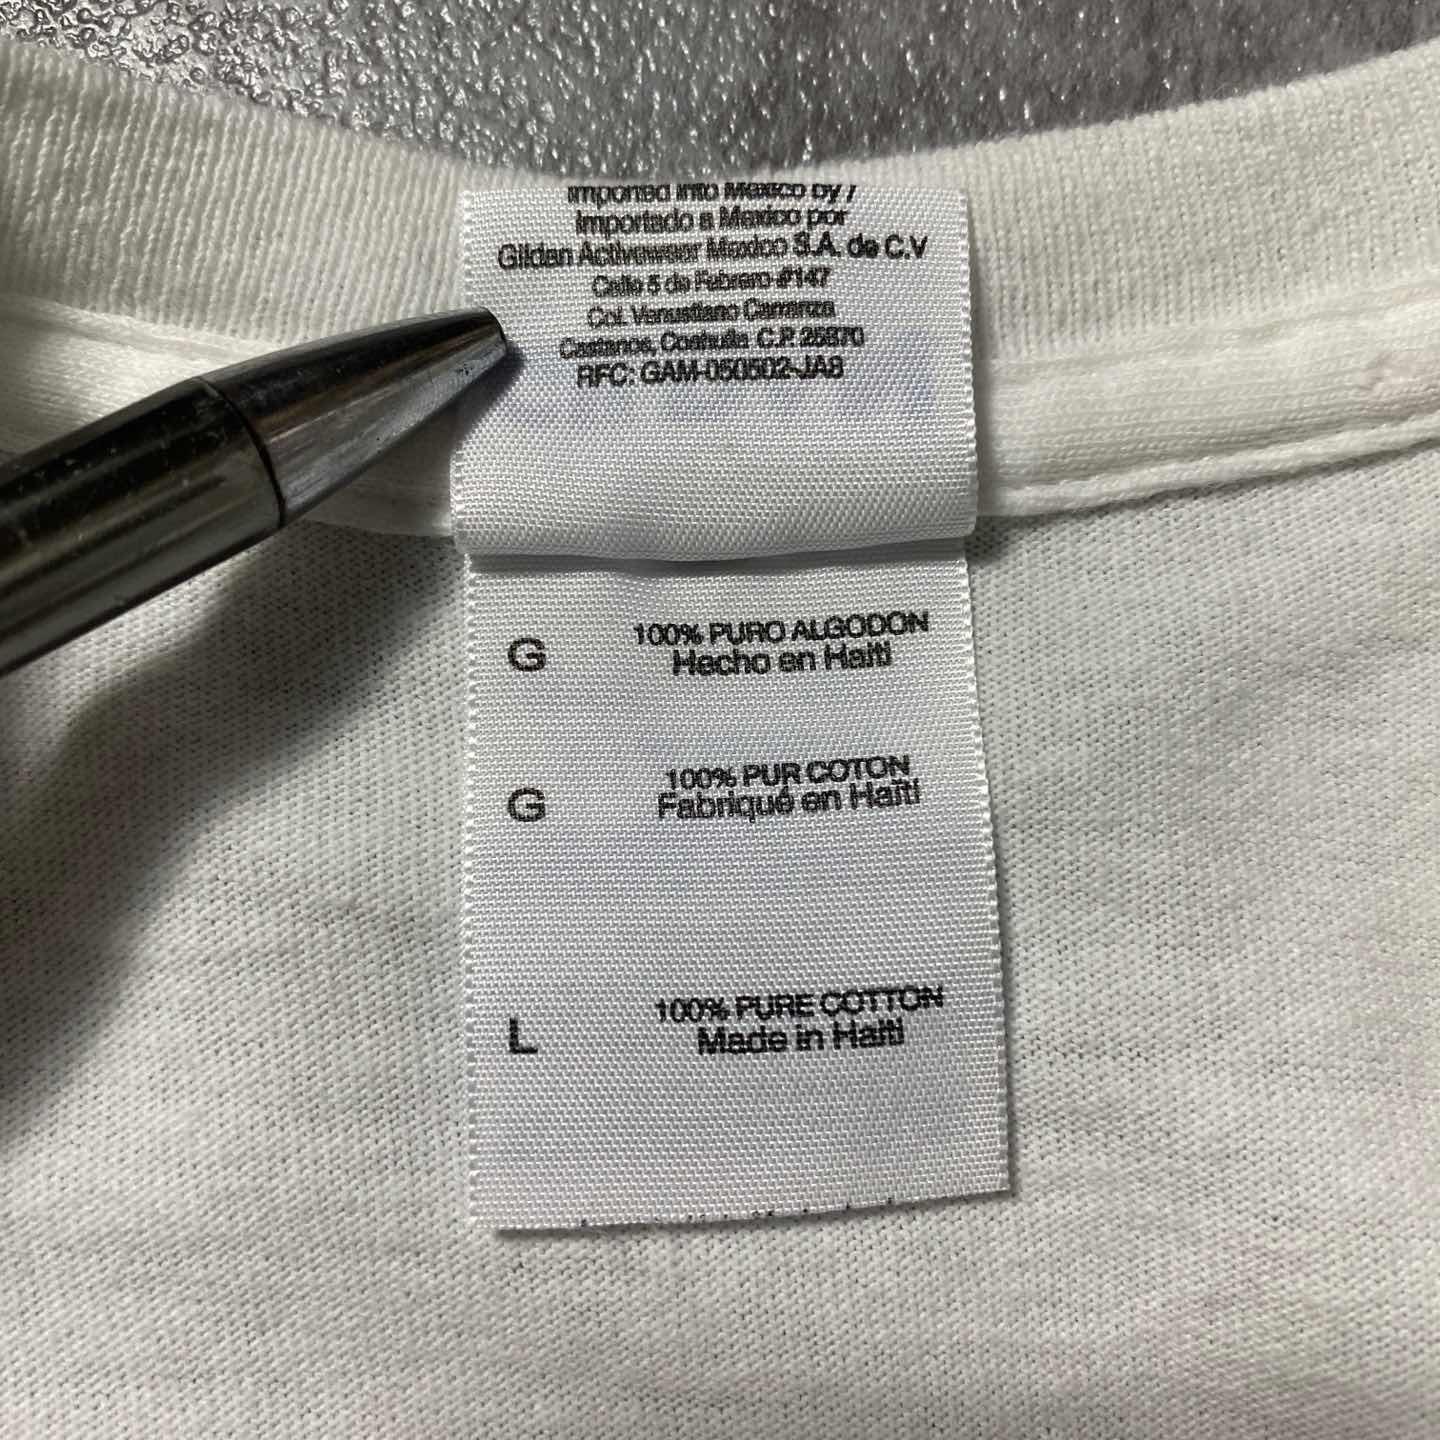 Imported into Mexico by /
Importado a Mexico por
Gildan Activewear Mexico S.A. de C.V
Calle 5 de Febrero #147
Col. Venustiano Carranza
Castanos, Coahuila C.P. 25870
RFC: GAM-050502-JA8
G 100% PURO ALGODON
Hecho en Haiti
G 100% PUR COTON
Fabriqué en Haïti
L 100% PURE COTTON
Made in Haiti